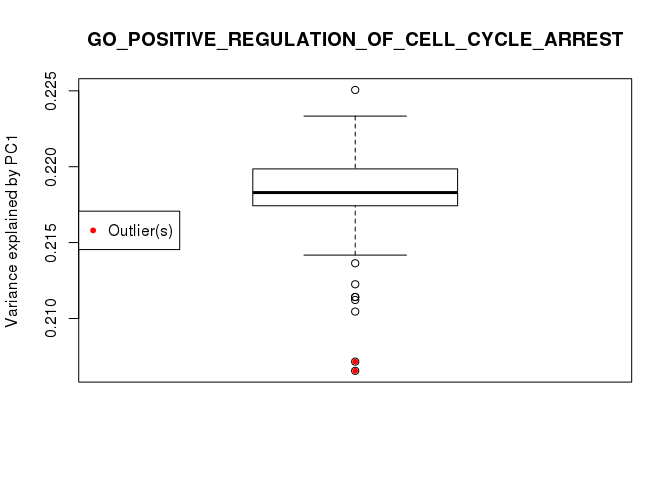 GO_POSITIVE_REGULATION_OF_CELL_CYCLE_ARREST
Variance explained by PC1
0.225
0.220
0.215
0.210
Outlier(s)